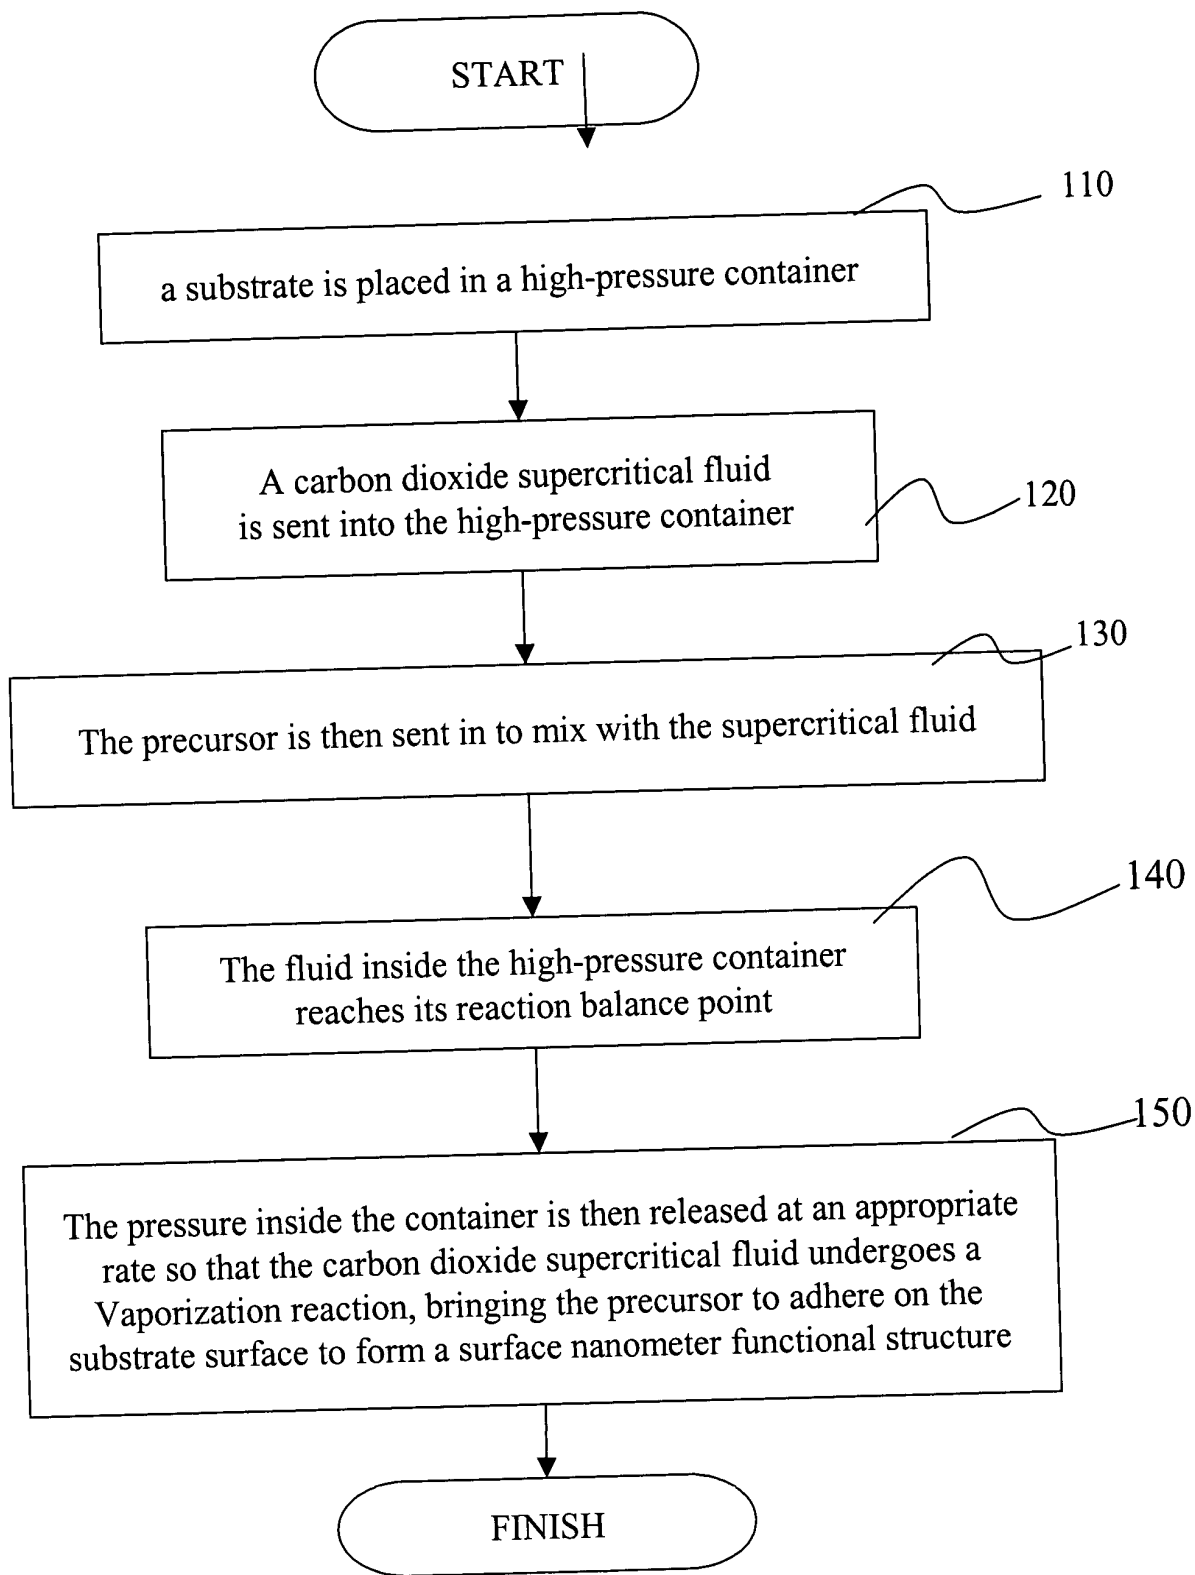 START
110
a substrate is placed in a high-pressure container
A carbon dioxide supercritical fluid
is sent into the high-pressure container
120
130
The precursor is then sent in to mix with the supercritical fluid
140
The fluid inside the high-pressure container
reaches its reaction balance point
150
The pressure inside the container is then released at an appropriate
rate so that the carbon dioxide supercritical fluid undergoes a
Vaporization reaction, bringing the precursor to adhere on the
substrate surface to form a surface nanometer functional structure
FINISH